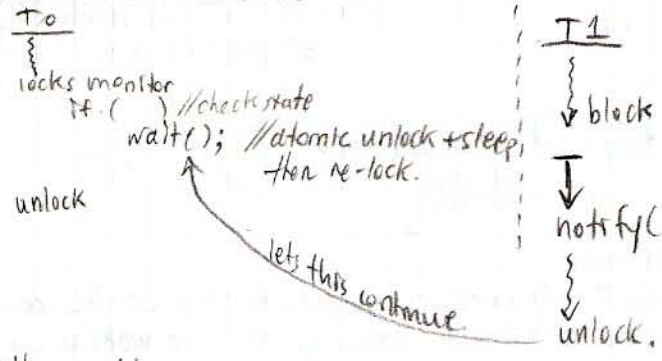 T0
locks monitor
if ( ) //check state
wait(); //atomic unlock + sleep,
then re-lock.
unlock
lets this continue
T1
block
notify(
unlock.